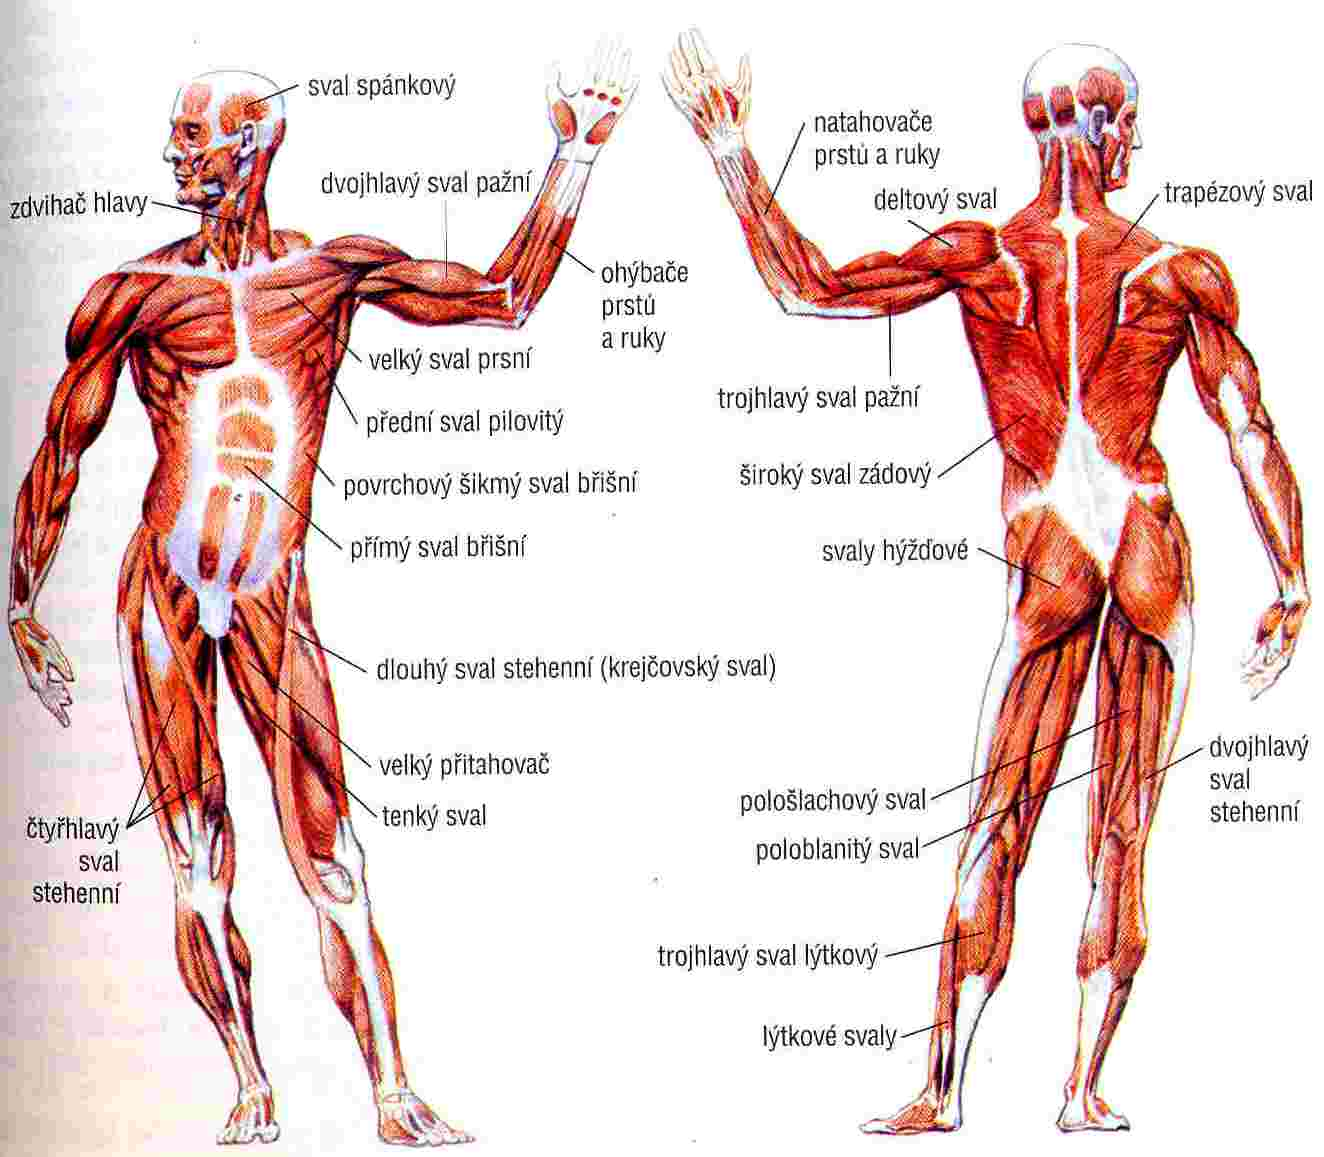 sval spánkový
zdvihač hlavy
dvojhlavý sval pažní
ohýbače
prstů
a ruky
velký sval prsní
přední sval pilovitý
povrchový šikmý sval břišní
přímý sval břišní
dlouhý sval stehenní (krejčovský sval)
velký přitahovač
tenký sval
čtyřhlavý
sval
stehenní
natahovače
prstů a ruky
deltový sval
trapézový sval
trojhlavý sval pažní
široký sval zádový
svaly hýžďové
pološlachový sval
poloblanitý sval
dvojhlavý
sval
stehenní
trojhlavý sval lýtkový
lýtkové svaly